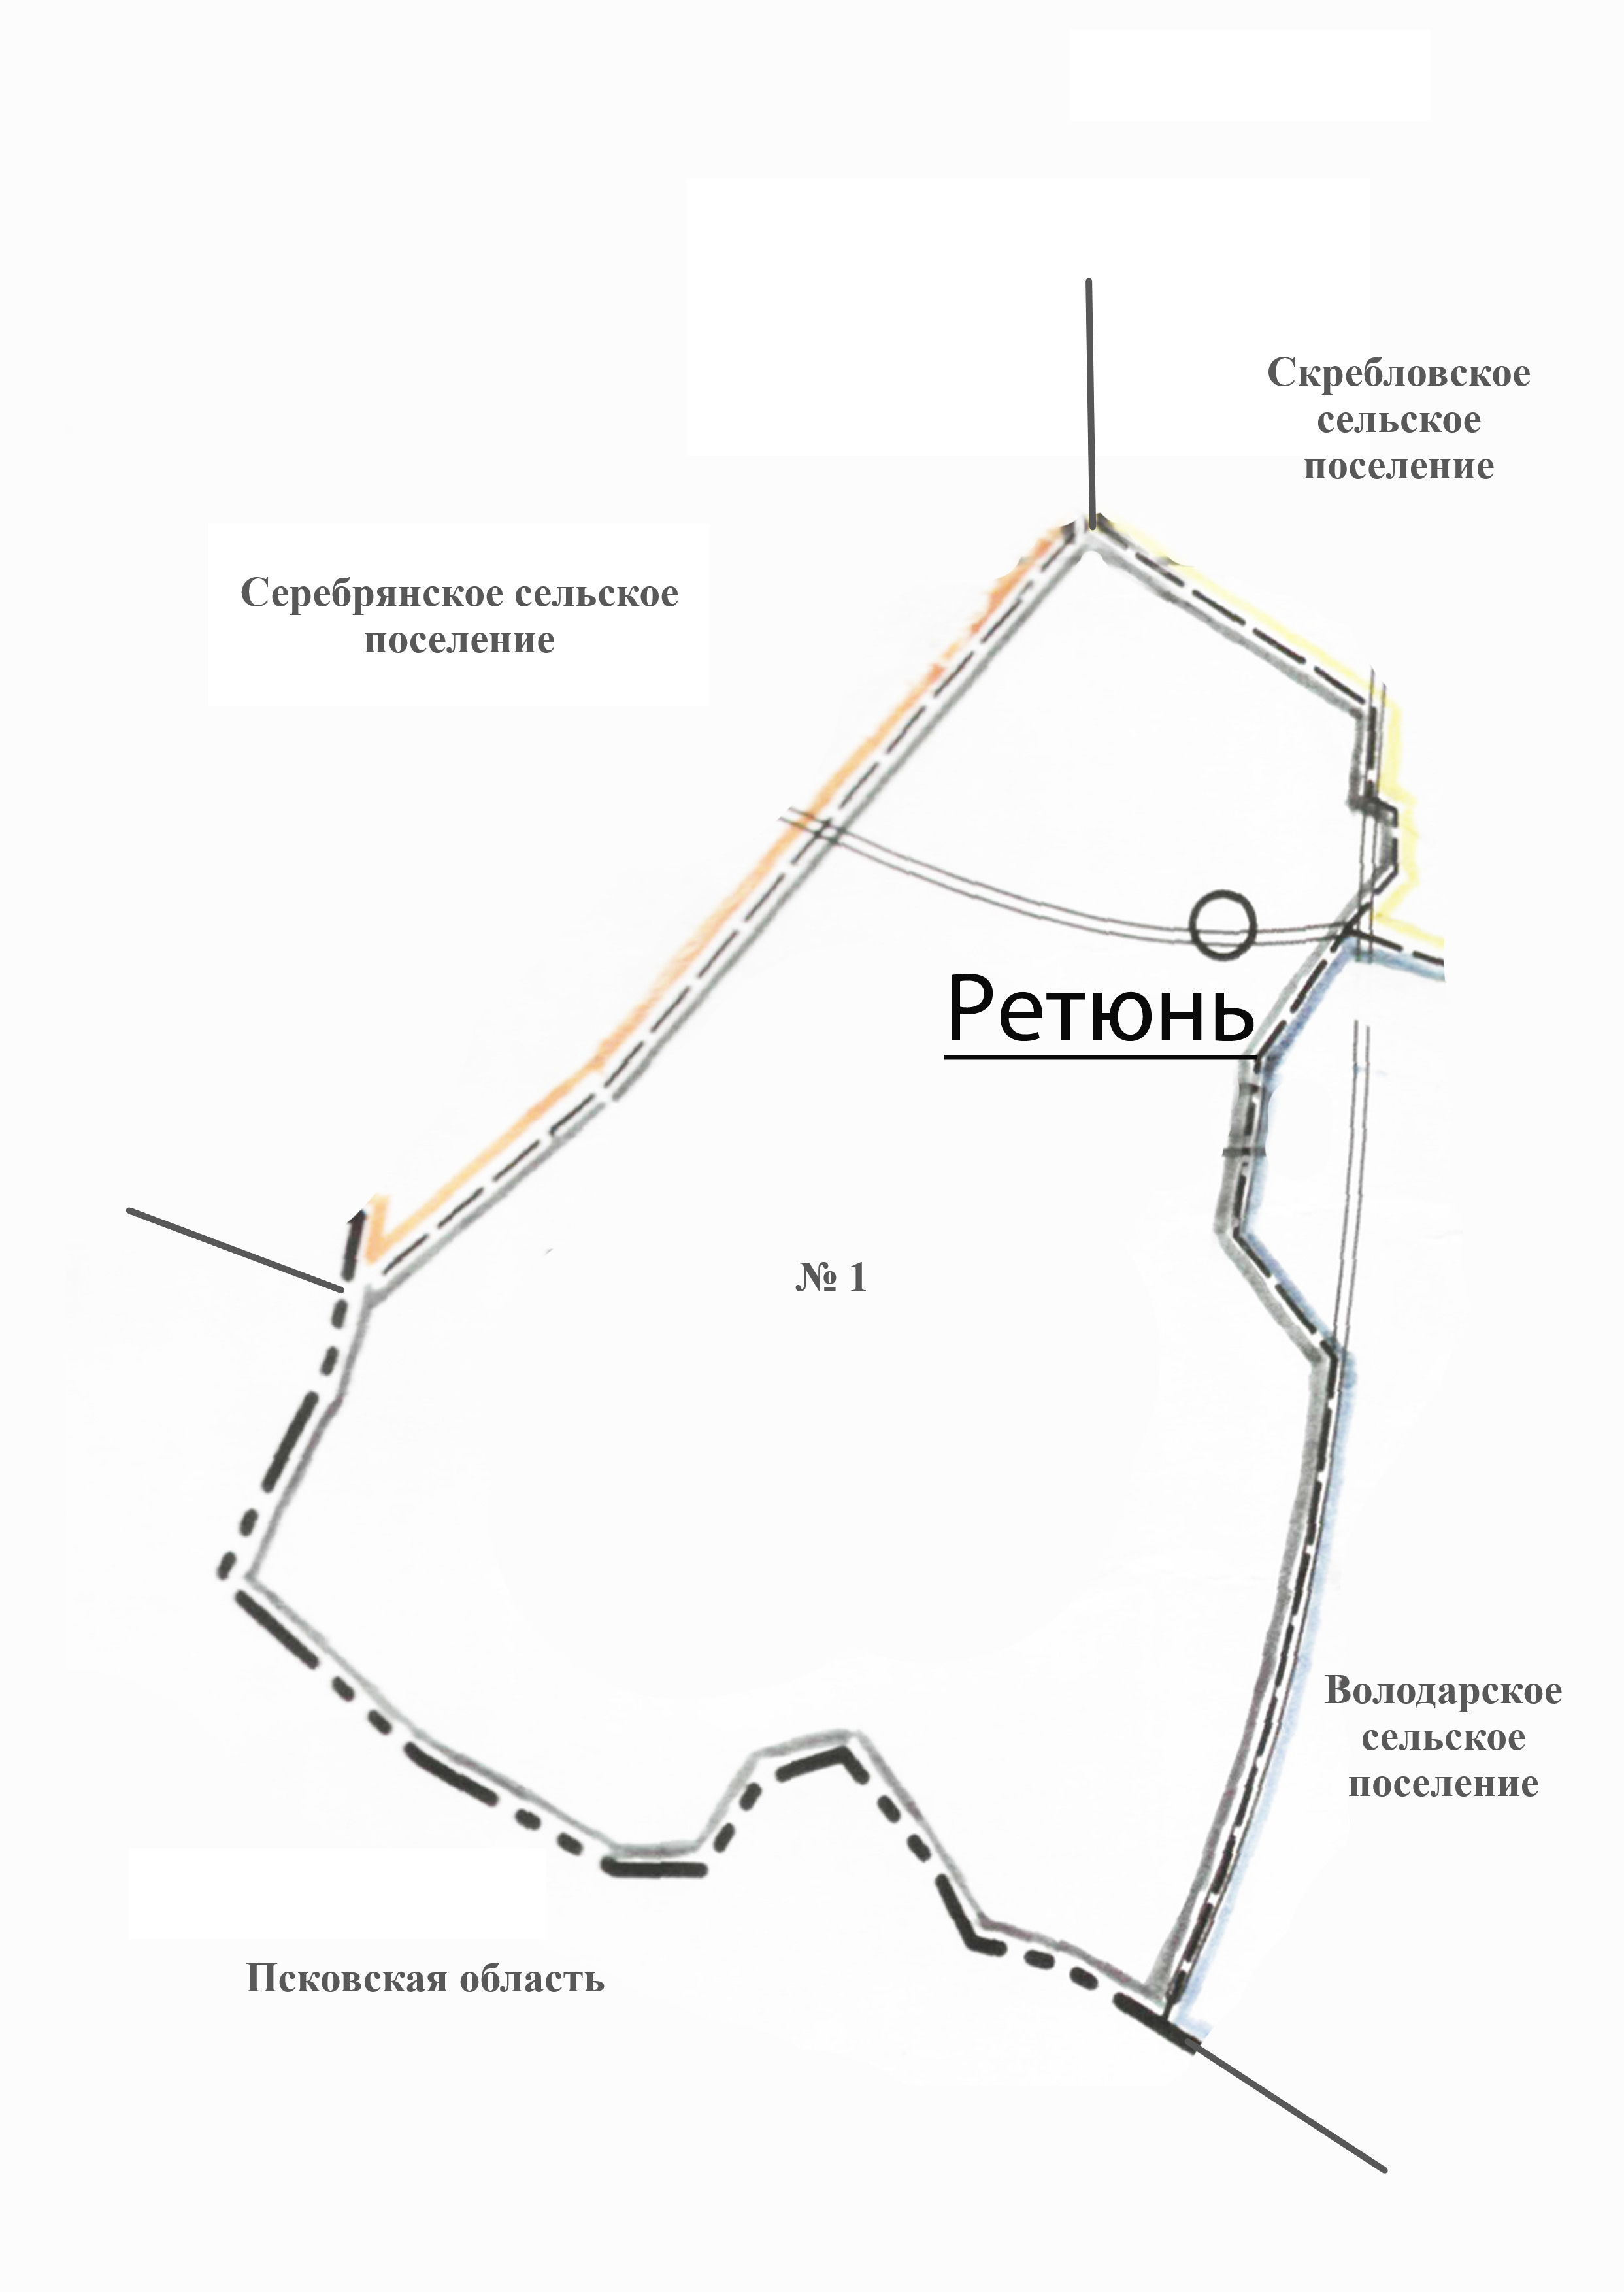 Скребловское
сельское
поселение
Серебрянское сельское
поселение
Ретюнь
№ 1
Володарское
сельское
поселение
Псковская область